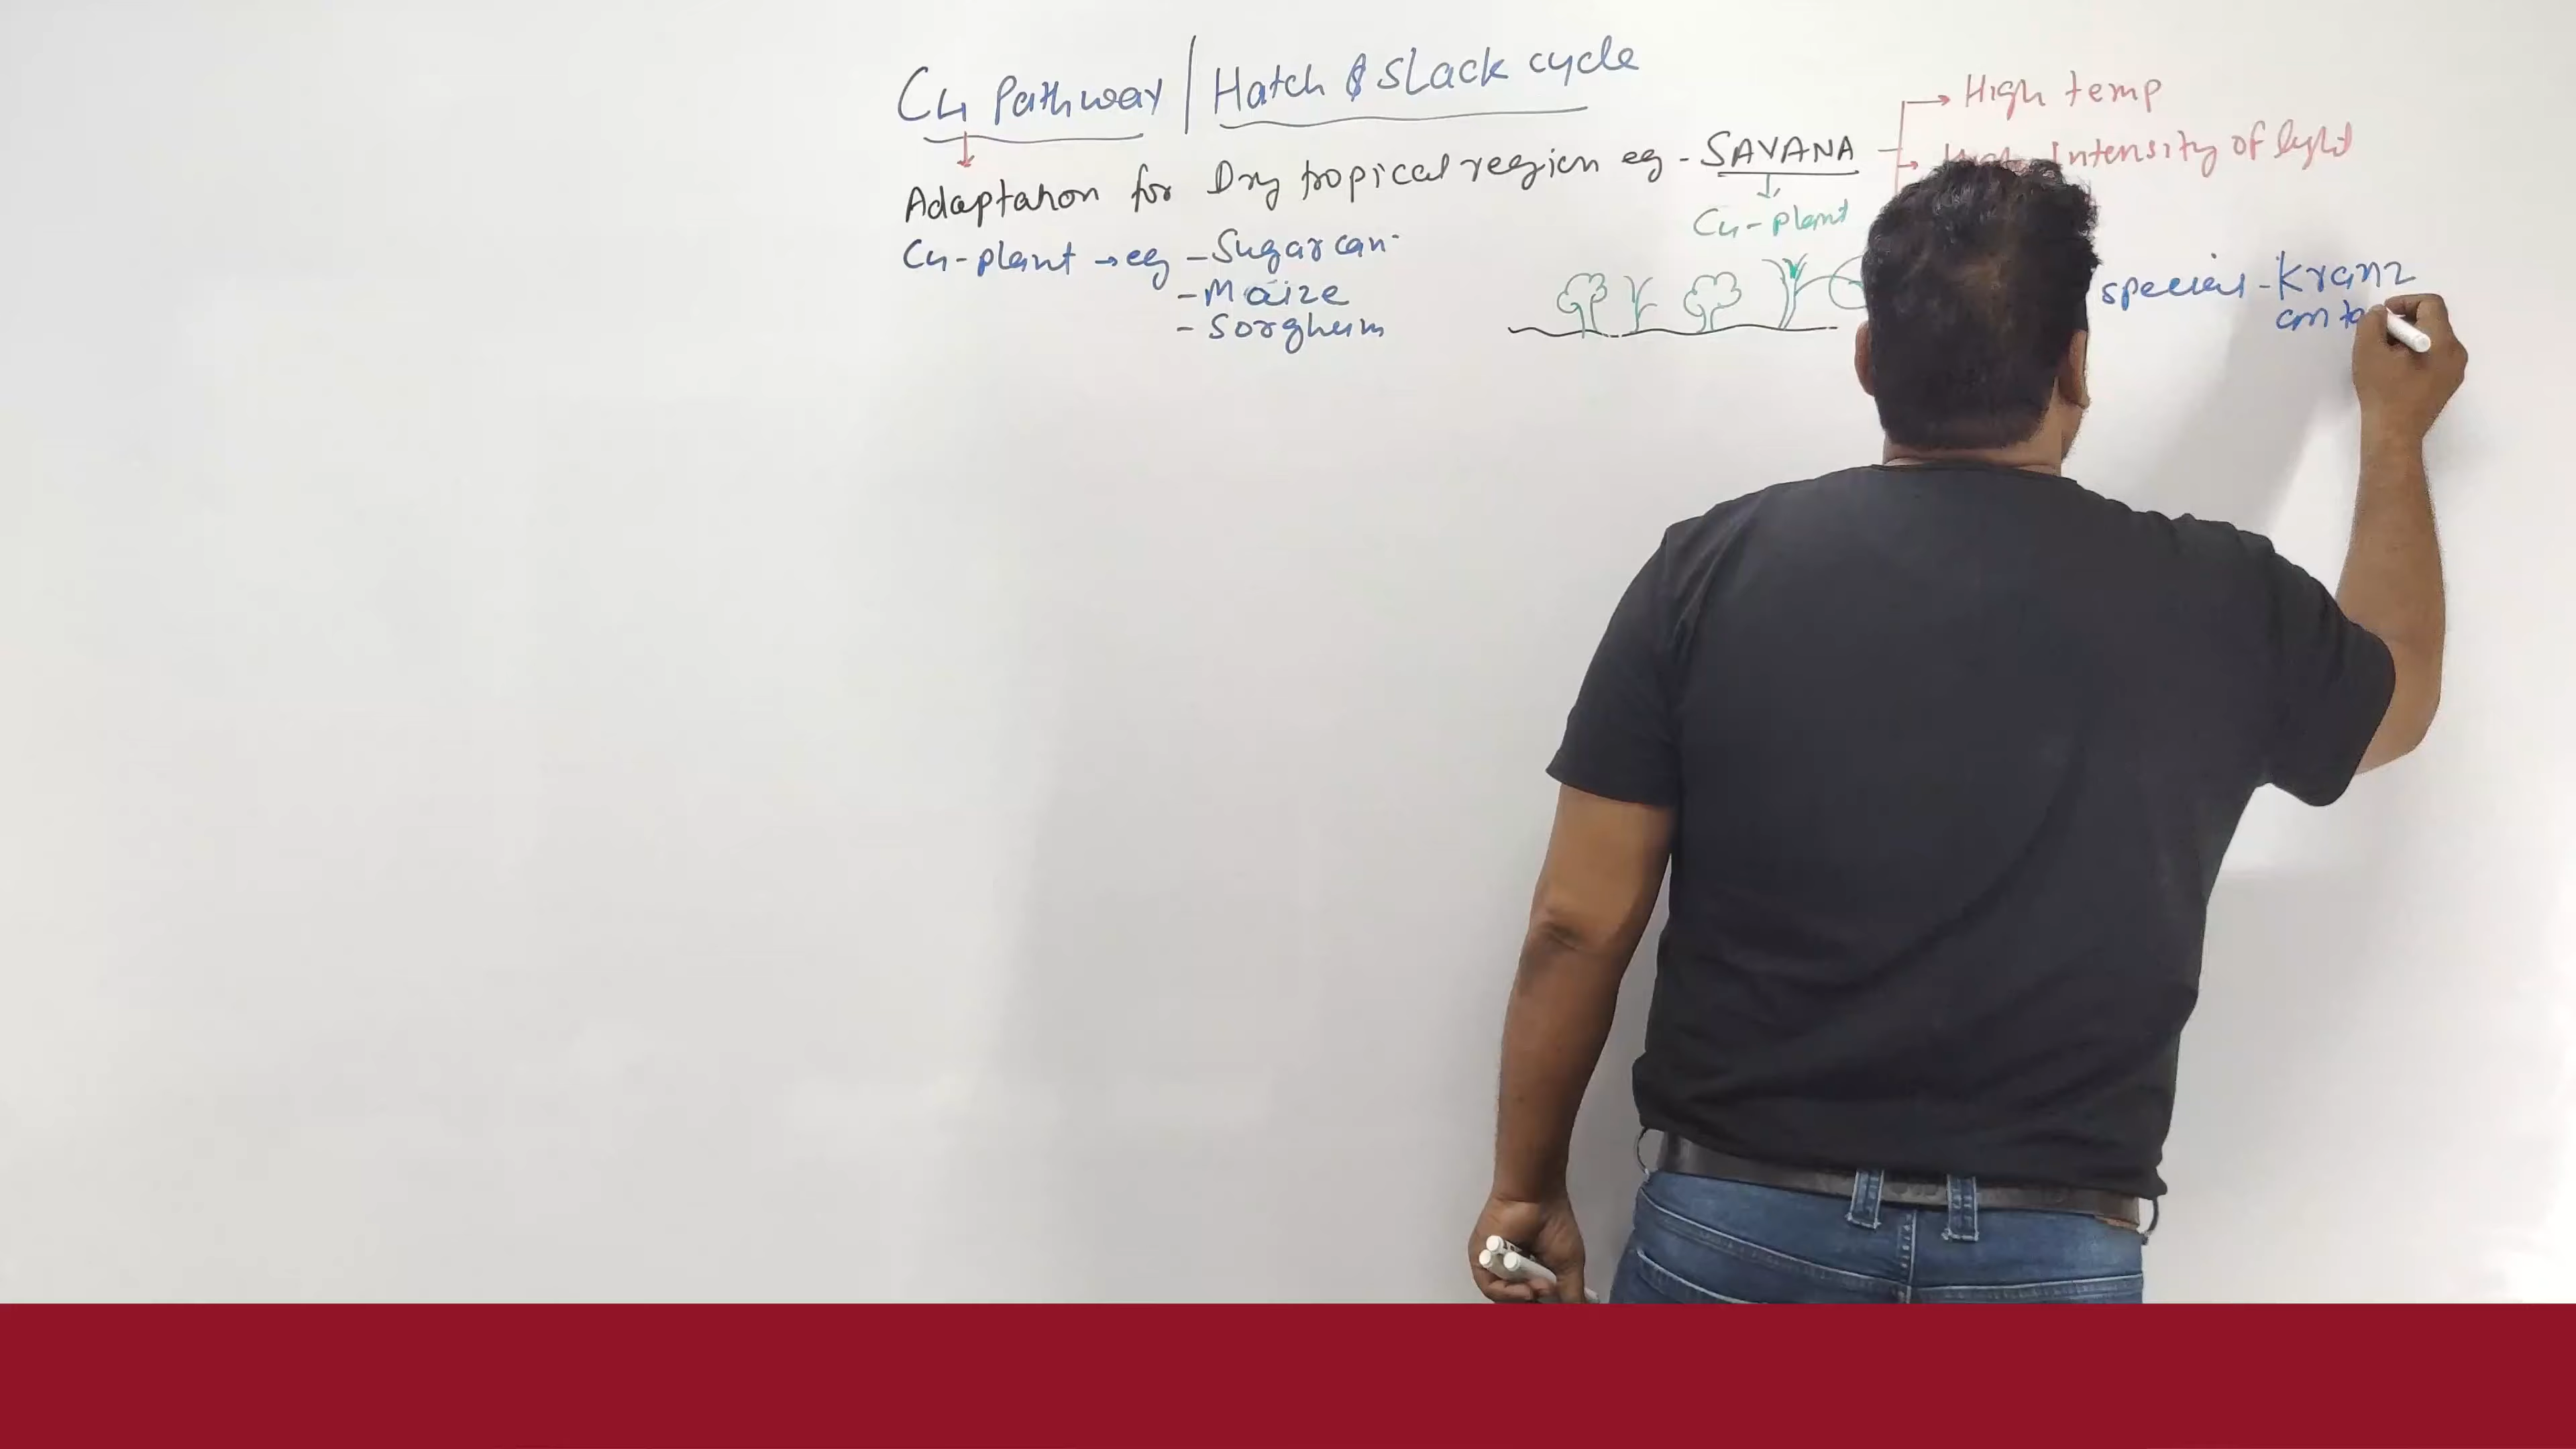 C4 Pathway | Hatch & sLack cycle
Adaptation for Dry tropical region eg - SAVANA
→ High temp
→ Intensity of light
C4-plant
C4-plant → eg - Sugarcan
- Maize
- Sorghum
special - Kranz